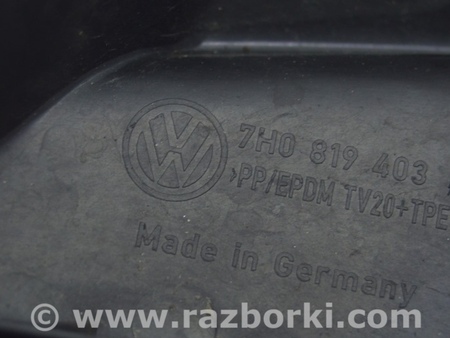 7H0 819 403
>PP/EPDM TV20+TPE
Made in Germany
© www.razborki.com